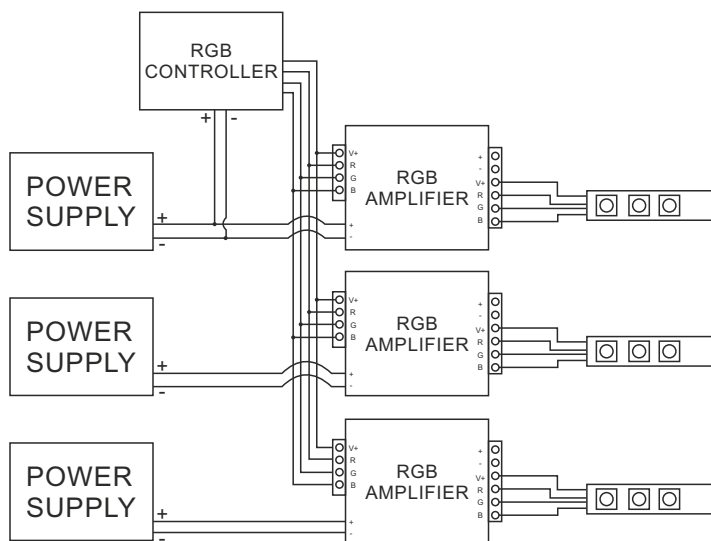 RGB
CONTROLLER
+ -
POWER
SUPPLY
+
-
V+
R
G
B
+
-
RGB
AMPLIFIER
+
-
V+
R
G
B
POWER
SUPPLY
+
-
V+
R
G
B
+
-
RGB
AMPLIFIER
+
-
V+
R
G
B
POWER
SUPPLY
+
-
V+
R
G
B
+
-
RGB
AMPLIFIER
+
-
V+
R
G
B